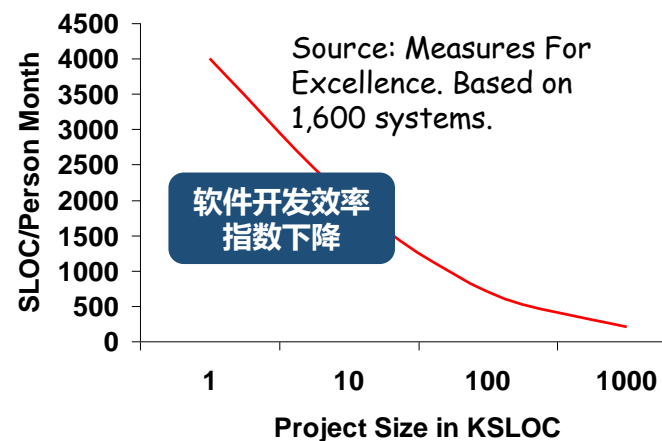 4500
4000
3500
3000
2500
2000
1500
1000
500
0
SLOC/Person Month
Source: Measures For
Excellence. Based on
1,600 systems.
软件开发效率
指数下降
1 10 100 1000
Project Size in KSLOC